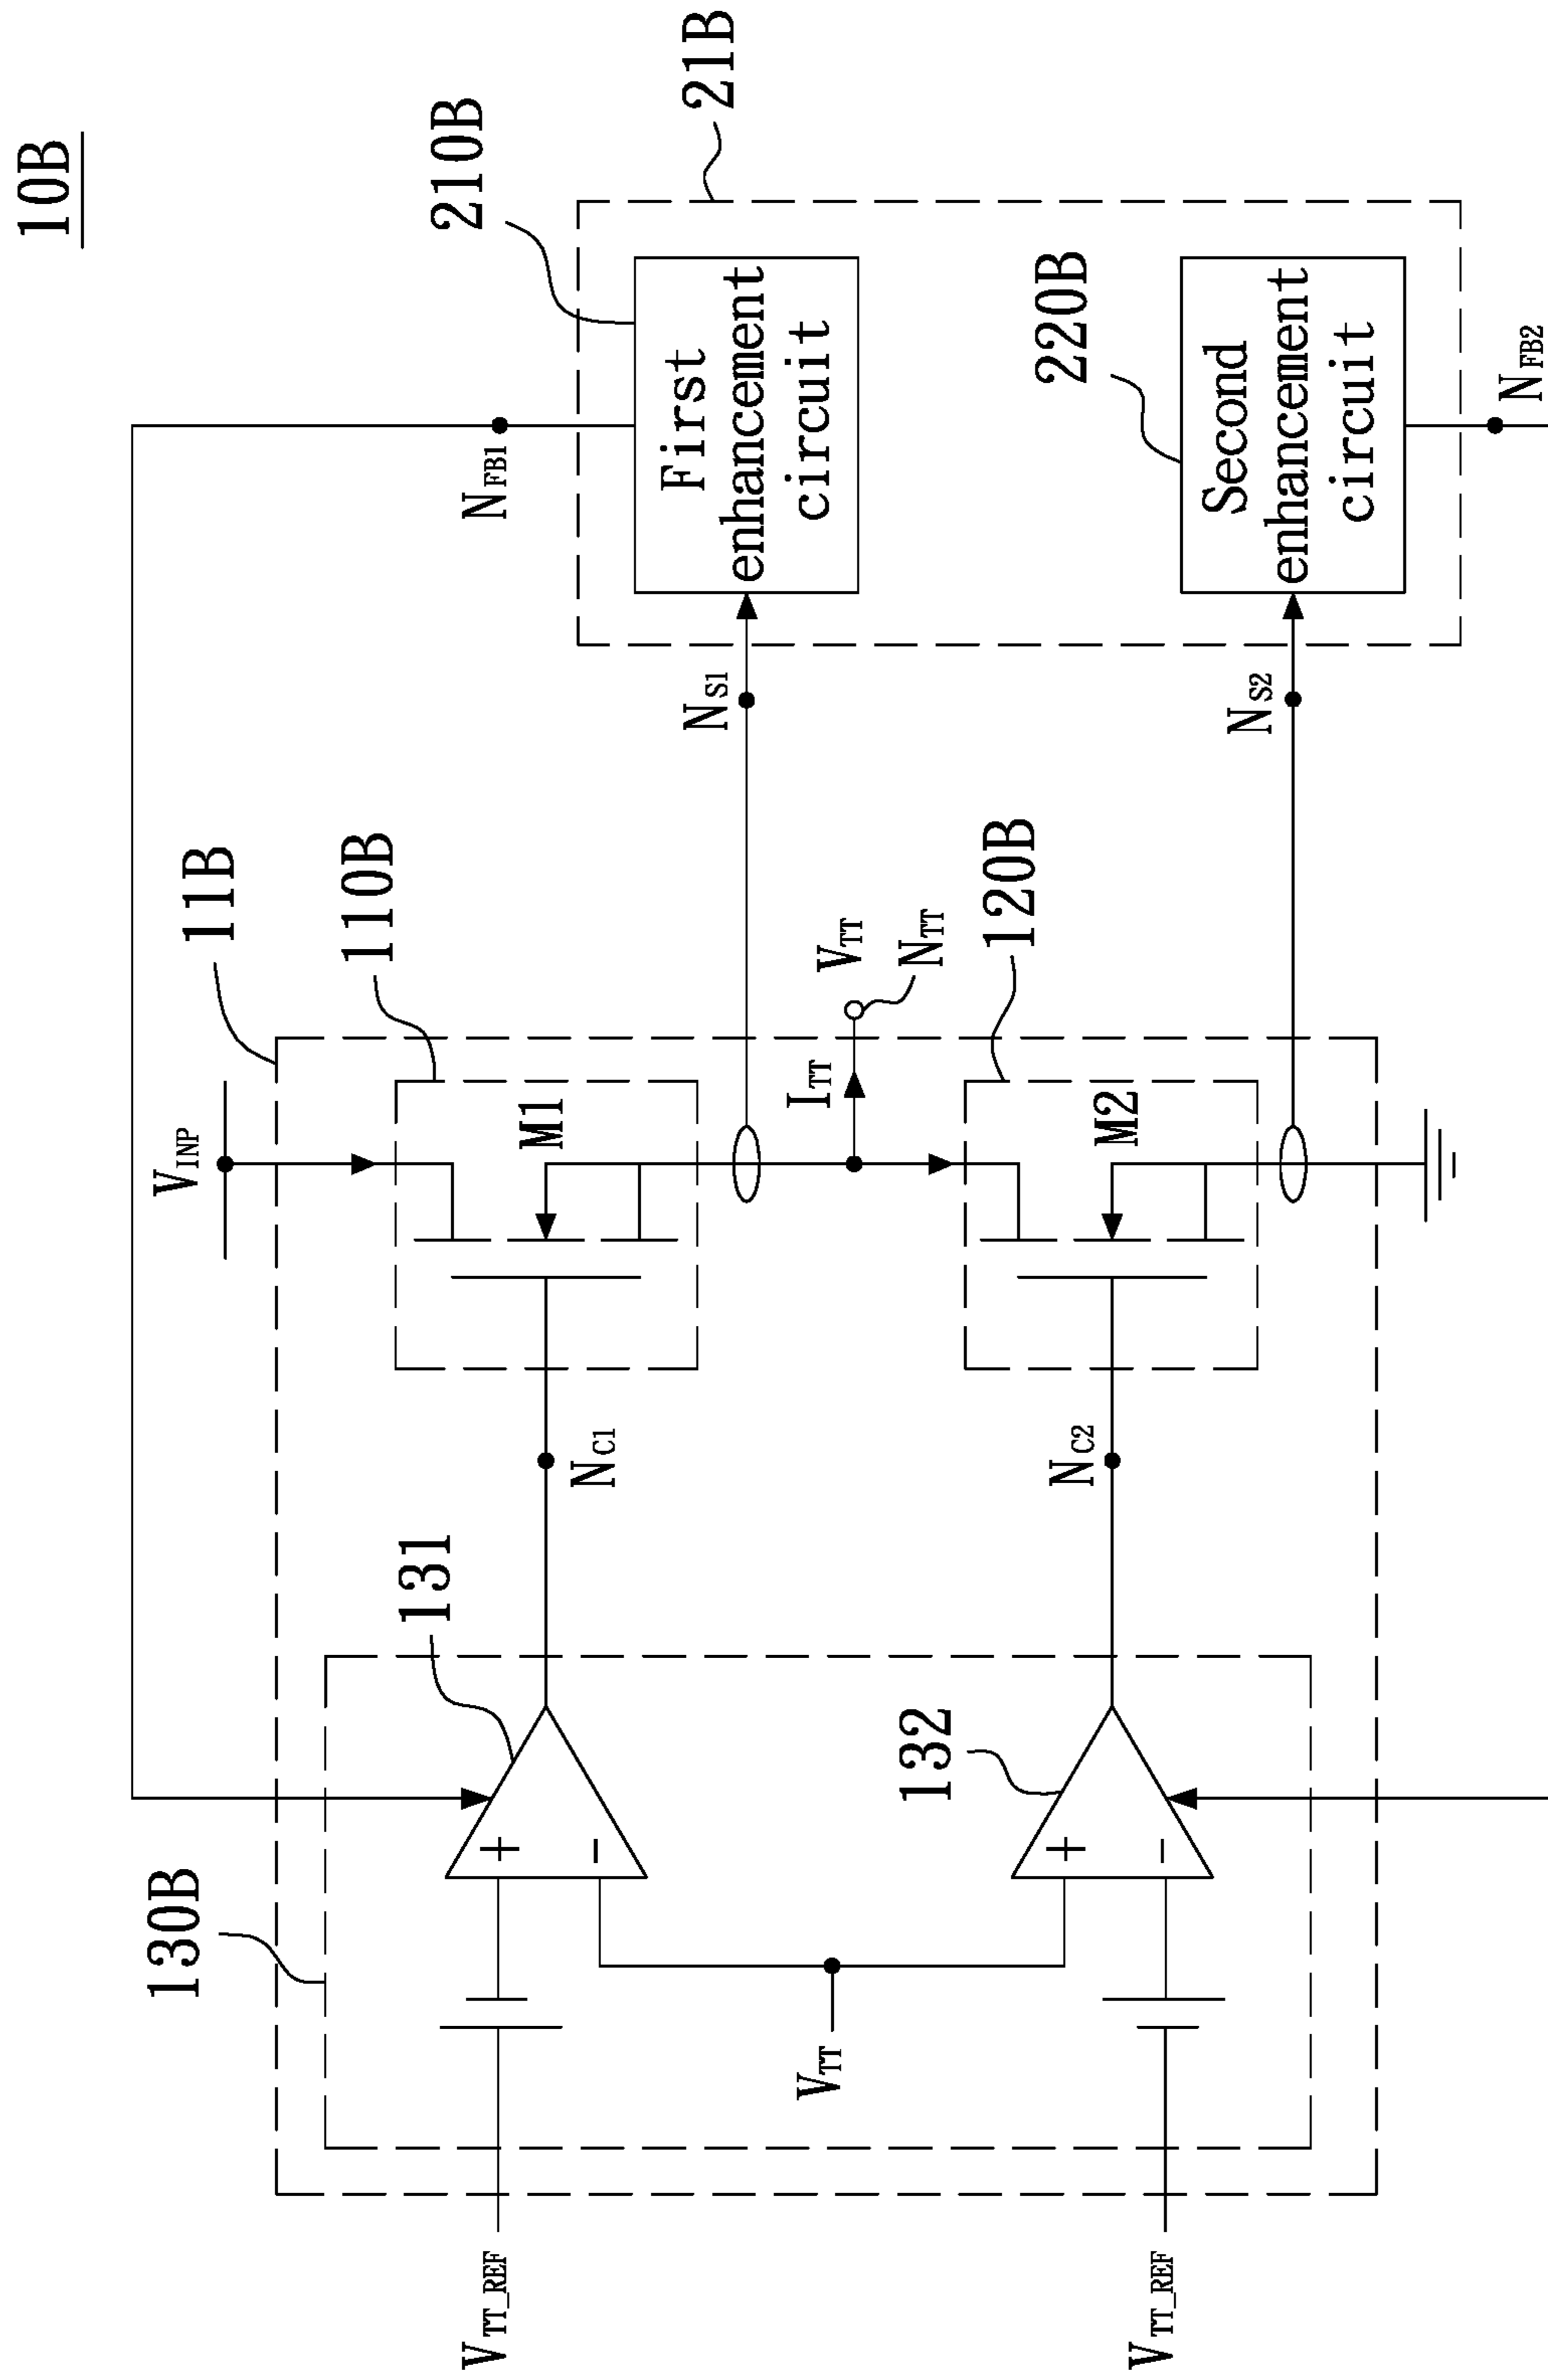 10B
21B
210B
First
enhancement
circuit
220B
Second
enhancement
circuit
NFB1
NFB2
NS1
NS2
11B
110B
VINP
M1
ITT
VTT
NTT
120B
M2
NC1
NC2
131
132
130B
+
-
+
-
VTT
VTT_REF
VTT_REF